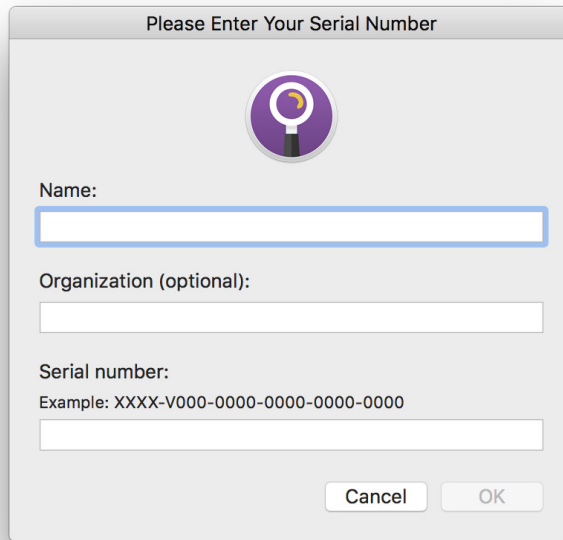 Please Enter Your Serial Number
Name:
Organization (optional):
Serial number:
Example: XXXX-V000-0000-0000-0000-0000
Cancel OK